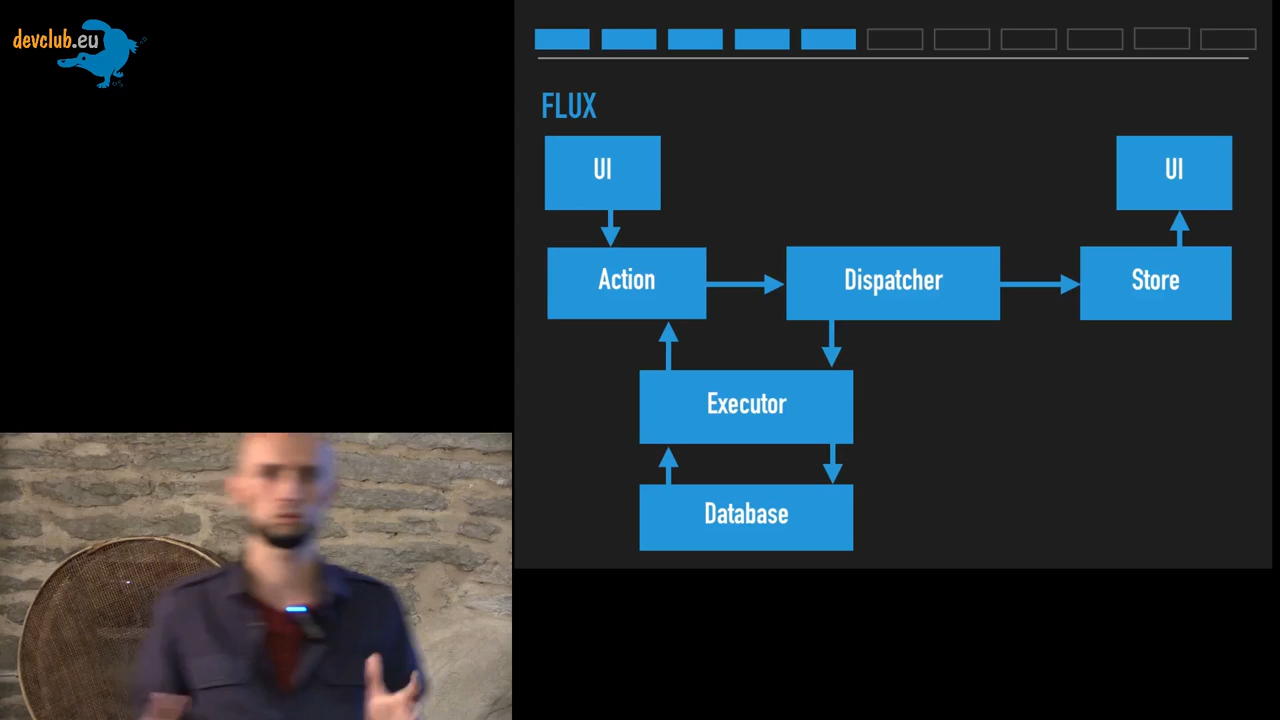 devclub.eu
FLUX
UI
UI
Action
Dispatcher
Store
Executor
Database